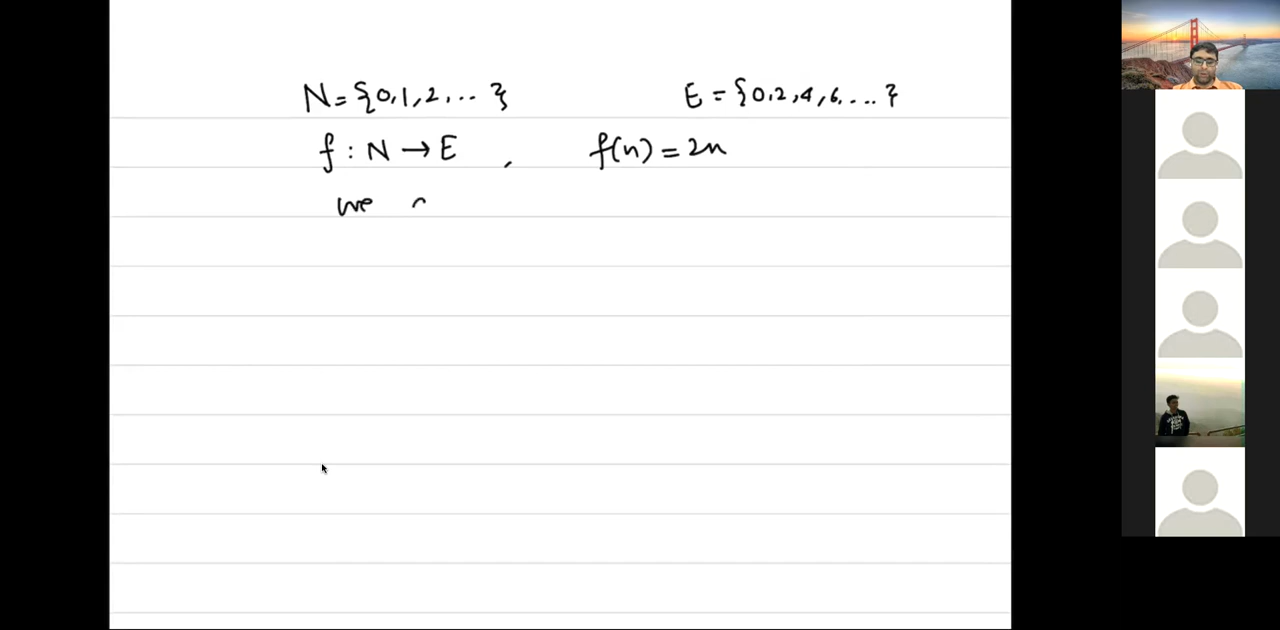 N = {0,1,2,... } E = {0,2,4,6,.... }
f : N → E , f(n) = 2n
we